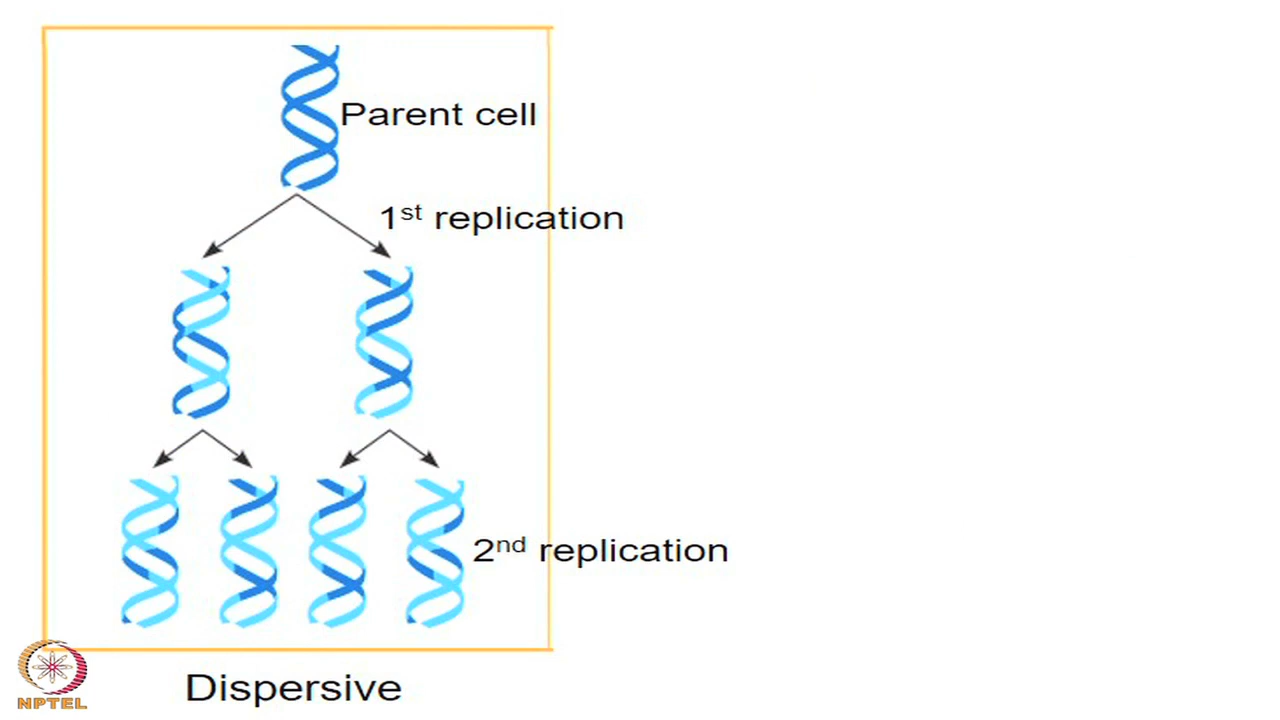 Parent cell
1st replication
2nd replication
Dispersive
NPTEL